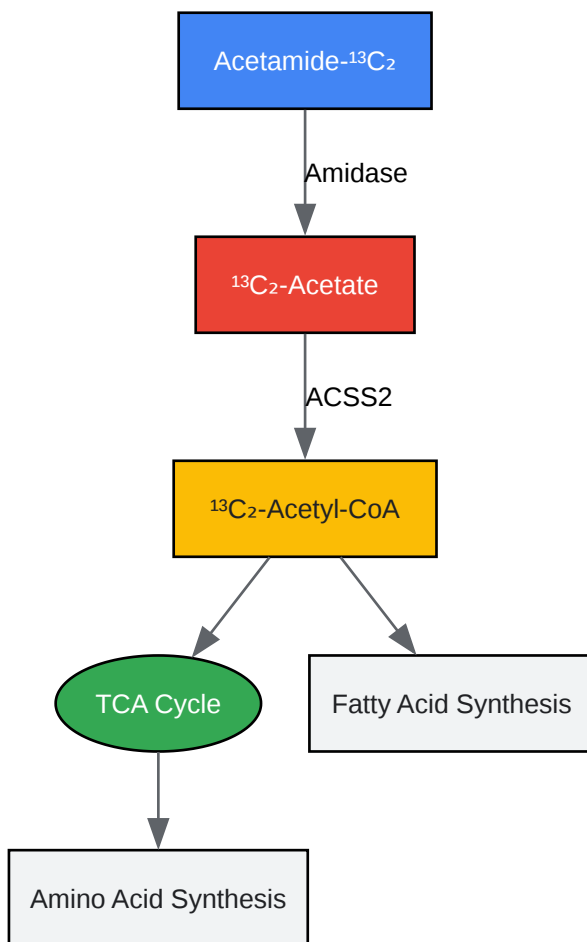 Acetamide-¹³C₂
Amidase
¹³C₂-Acetate
ACSS2
¹³C₂-Acetyl-CoA
TCA Cycle
Fatty Acid Synthesis
Amino Acid Synthesis